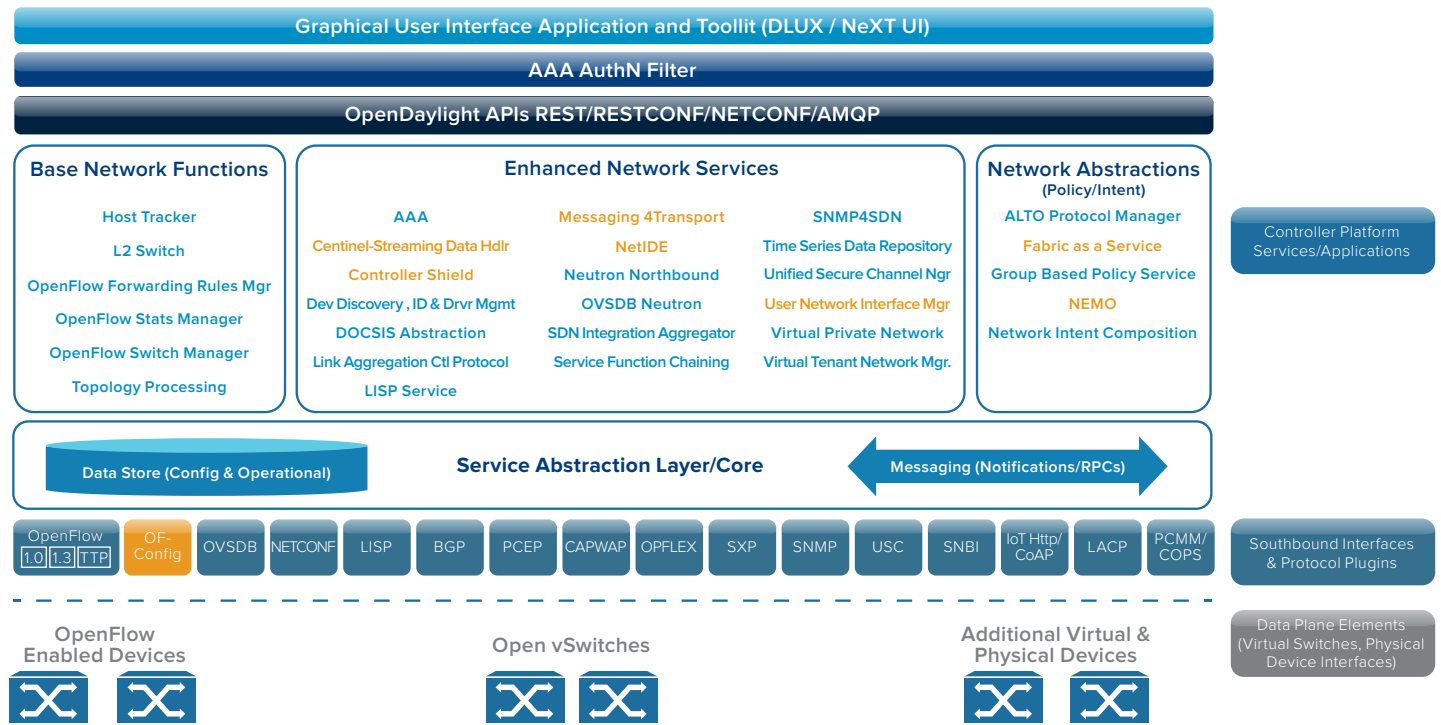 Graphical User Interface Application and Toollit (DLUX / NeXT UI)
AAA AuthN Filter
OpenDaylight APIs REST/RESTCONF/NETCONF/AMQP
Base Network Functions
Host Tracker
L2 Switch
OpenFlow Forwarding Rules Mgr
OpenFlow Stats Manager
OpenFlow Switch Manager
Topology Processing
Enhanced Network Services
AAA
Centinel-Streaming Data Hdlr
Controller Shield
Dev Discovery , ID & Drvr Mgmt
DOCSIS Abstraction
Link Aggregation Ctl Protocol
LISP Service
Messaging 4Transport
NetIDE
Neutron Northbound
OVSDB Neutron
SDN Integration Aggregator
Service Function Chaining
SNMP4SDN
Time Series Data Repository
Unified Secure Channel Ngr
User Network Interface Mgr
Virtual Private Network
Virtual Tenant Network Mgr.
Network Abstractions
(Policy/Intent)
ALTO Protocol Manager
Fabric as a Service
Group Based Policy Service
NEMO
Network Intent Composition
Controller Platform
Services/Applications
Data Store (Config & Operational)
Service Abstraction Layer/Core
Messaging (Notifications/RPCs)
OpenFlow
1.0 1.3 TTP
OF-
Config
OVSDB
NETCONF
LISP
BGP
PCEP
CAPWAP
OPFLEX
SXP
SNMP
USC
SNBI
IoT Http/
CoAP
LACP
PCMM/
COPS
Southbound Interfaces
& Protocol Plugins
OpenFlow
Enabled Devices
Open vSwitches
Additional Virtual &
Physical Devices
Data Plane Elements
(Virtual Switches, Physical
Device Interfaces)